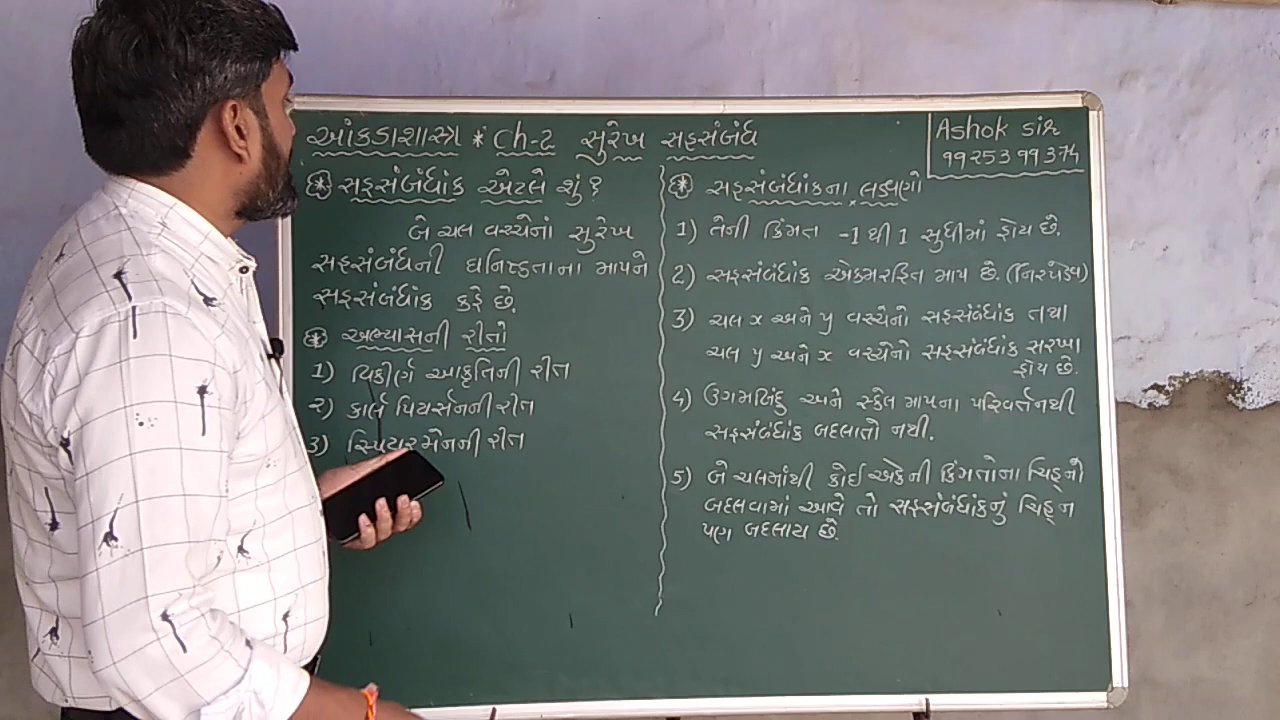 આંકડાશાસ્ત્ર * Ch-2 સુરેખ સહસંબંધ
Ashok sir
99253 99374
* સહસંબંધાંક એટલે શું?
બે ચલ વચ્ચેનાં સુરેખ
સહસંબંધની ઘનિષ્ઠતાના માપને
સહસંબંધાંક કહે છે.
* અભ્યાસની રીતો
1) વિકીર્ણ આકૃતિની રીત
૨) કાર્લ પિયર્સનની રીત
3) સ્પિયરમેનની રીત
* સહસંબંધાંકના લક્ષણો
1) તેની કિંમત -1 થી 1 સુધીમાં હોય છે.
2) સહસંબંધાંક એકમરહિત માપ છે. (નિરપેક્ષ)
3) ચલ x અને y વચ્ચેનો સહસંબંધાંક તથા
ચલ y અને x વચ્ચેનો સહસંબંધાંક સરખા
હોય છે.
4) ઉગમબિંદુ અને સ્કેલ માપના પરિવર્તનથી
સહસંબંધાંક બદલાતો નથી.
5) બે ચલમાંથી કોઈ એકની કિંમતોના ચિહ્નો
બદલવામાં આવે તો સહસંબંધાંકનું ચિહ્ન
પણ બદલાય છે.